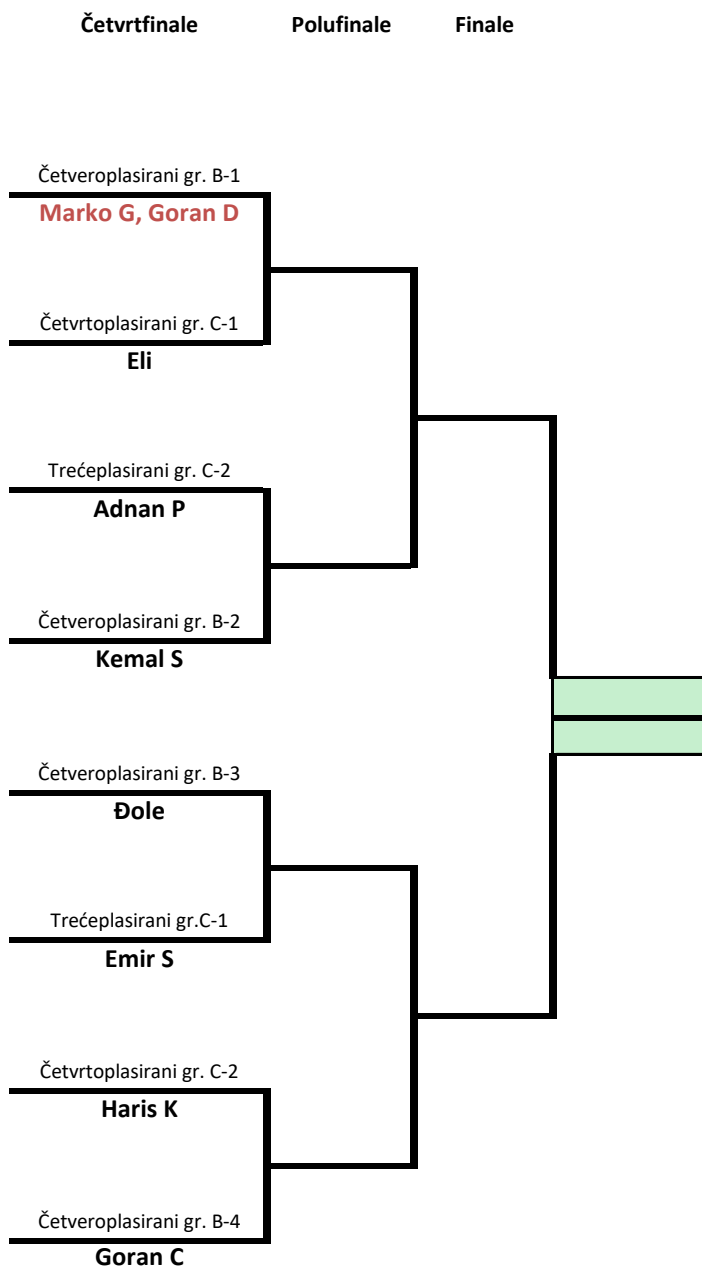 Četvrtfinale Polufinale Finale
Četveroplasirani gr. B-1
Marko G, Goran D
Četvrtoplasirani gr. C-1
Eli
Trećeplasirani gr. C-2
Adnan P
Četveroplasirani gr. B-2
Kemal S
Četveroplasirani gr. B-3
Đole
Trećeplasirani gr.C-1
Emir S
Četvrtoplasirani gr. C-2
Haris K
Četveroplasirani gr. B-4
Goran C